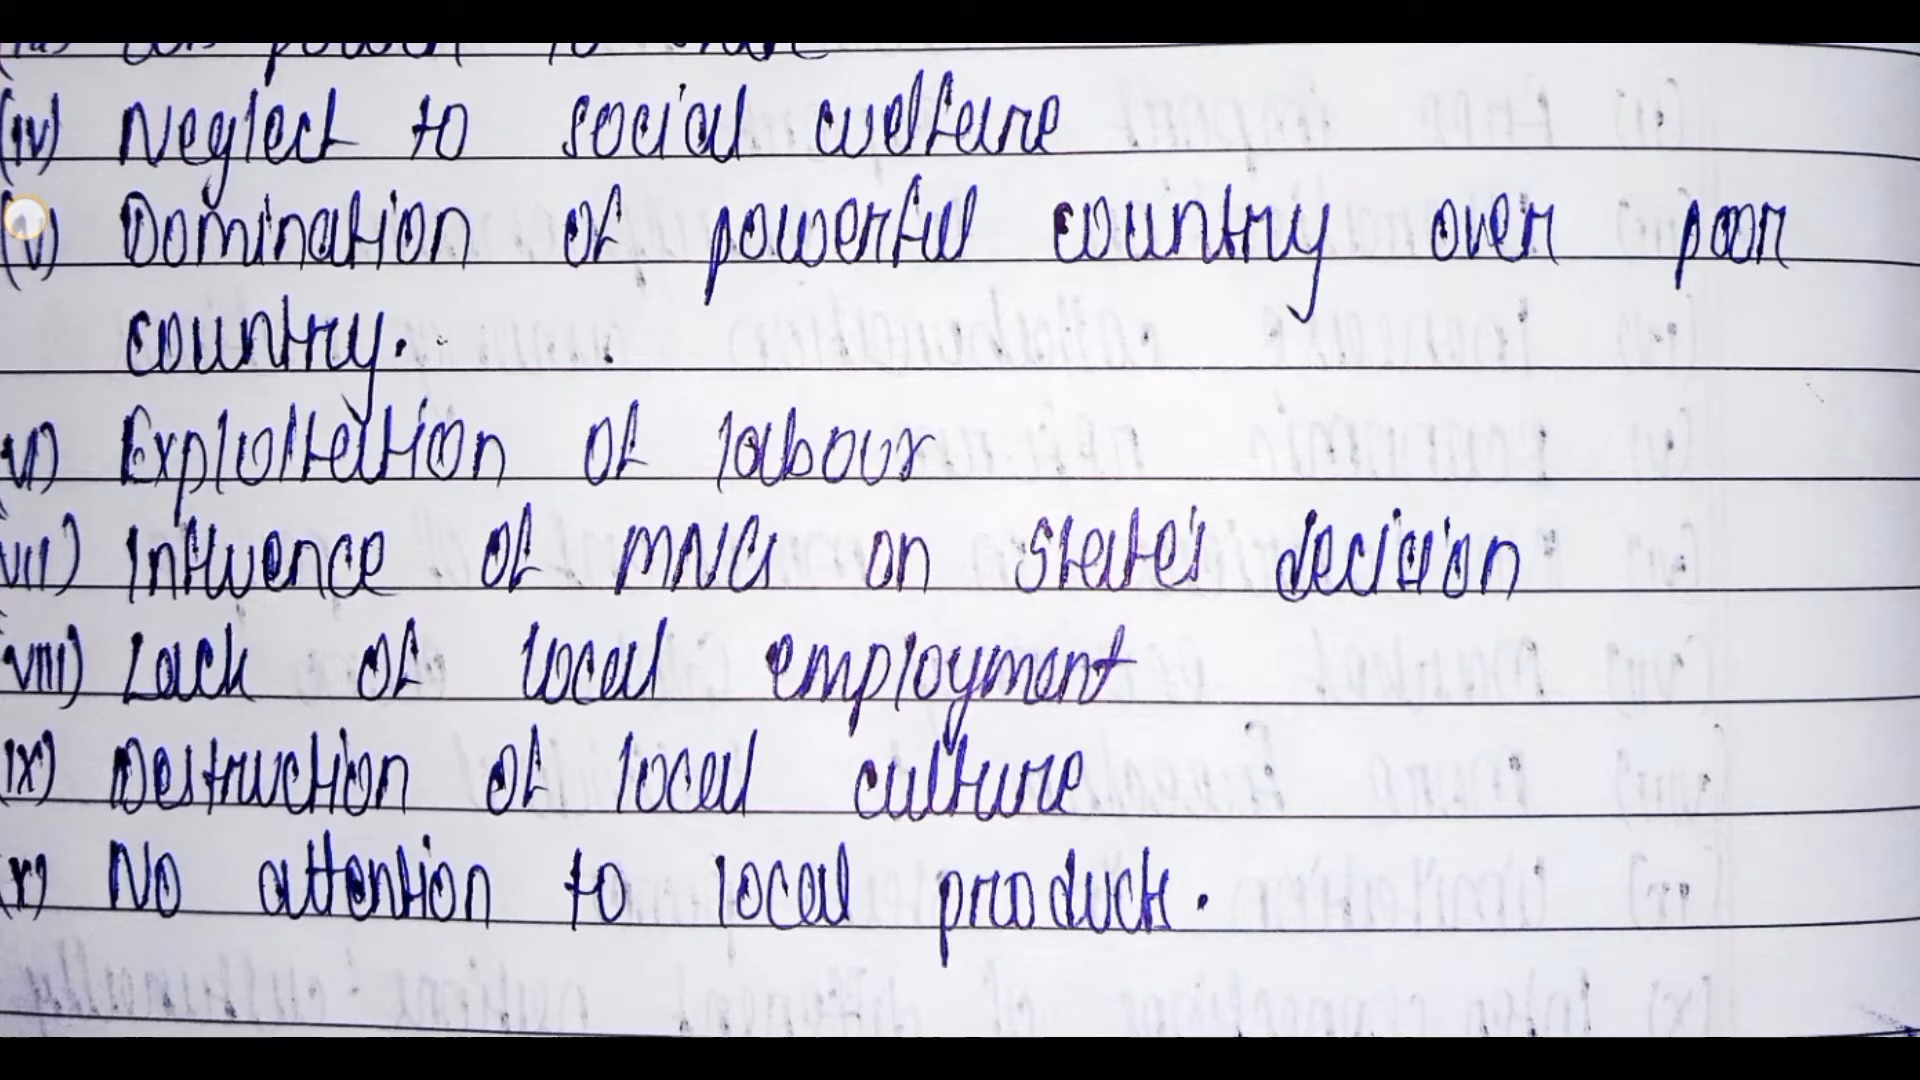 (iv) Neglect to social welfare
(v) Domination of powerful country over poor
country.
vi) Exploitation of labour
vii) Influence of MNCs on state's decision
viii) Lack of local employment
ix) Destruction of local culture
x) No attention to local products.